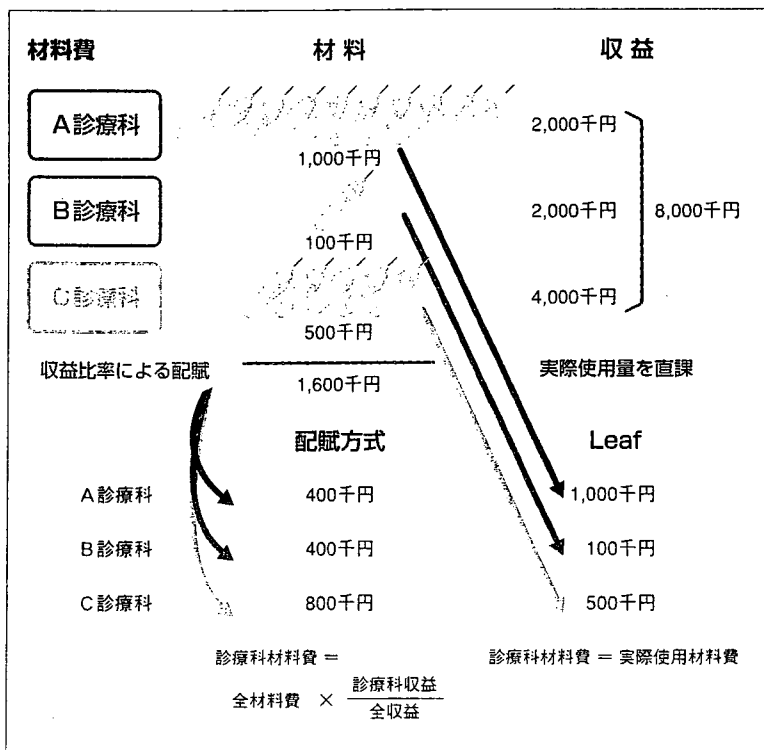 材料費 材料 収益
A診療科 2,000千円
1,000千円
B診療科 2,000千円 8,000千円
100千円
C診療科 4,000千円
500千円
収益比率による配賦 1,600千円 実際使用量を直課
配賦方式 Leaf
A診療科 400千円 1,000千円
B診療科 400千円 100千円
C診療科 800千円 500千円
診療科材料費 = 診療科材料費 = 実際使用材料費
全材料費 × 診療科収益
全収益